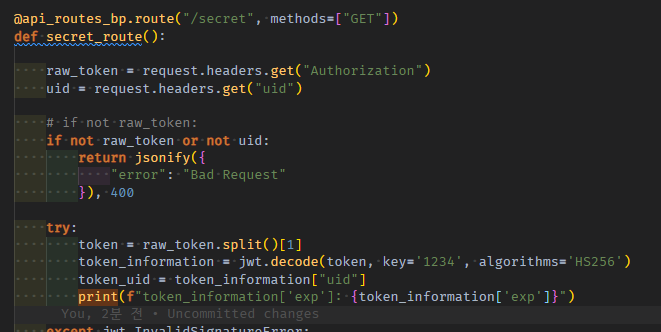 @api_routes_bp.route("/secret", methods=["GET"])
def secret_route():
raw_token = request.headers.get("Authorization")
uid = request.headers.get("uid")
# if not raw_token:
if not raw_token or not uid:
return jsonify({
"error": "Bad Request"
}), 400
try:
token = raw_token.split()[1]
token_information = jwt.decode(token, key='1234', algorithms='HS256')
token_uid = token_information["uid"]
print(f"token_information['exp']: {token_information['exp']}")
You, 2분 전 • Uncommitted changes
except jwt.InvalidSignatureError: